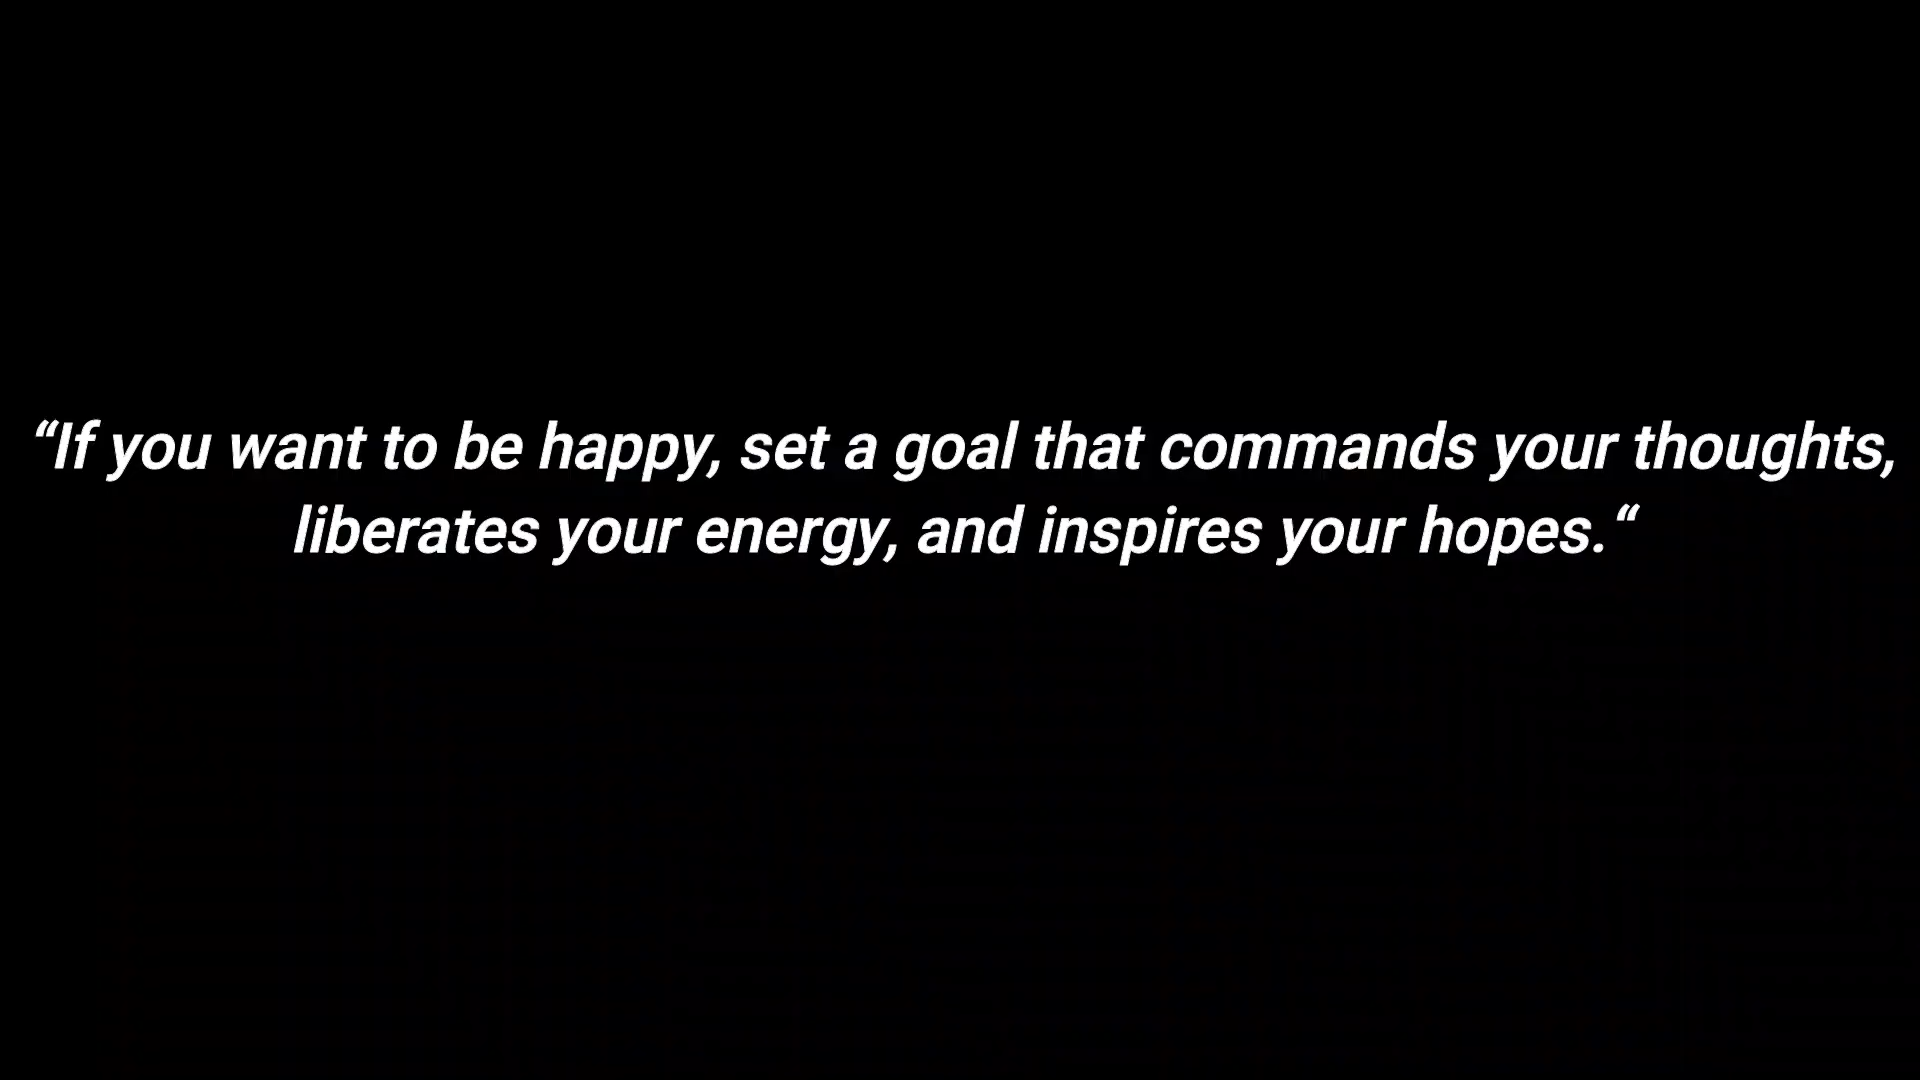 “If you want to be happy, set a goal that commands your thoughts,
liberates your energy, and inspires your hopes.“